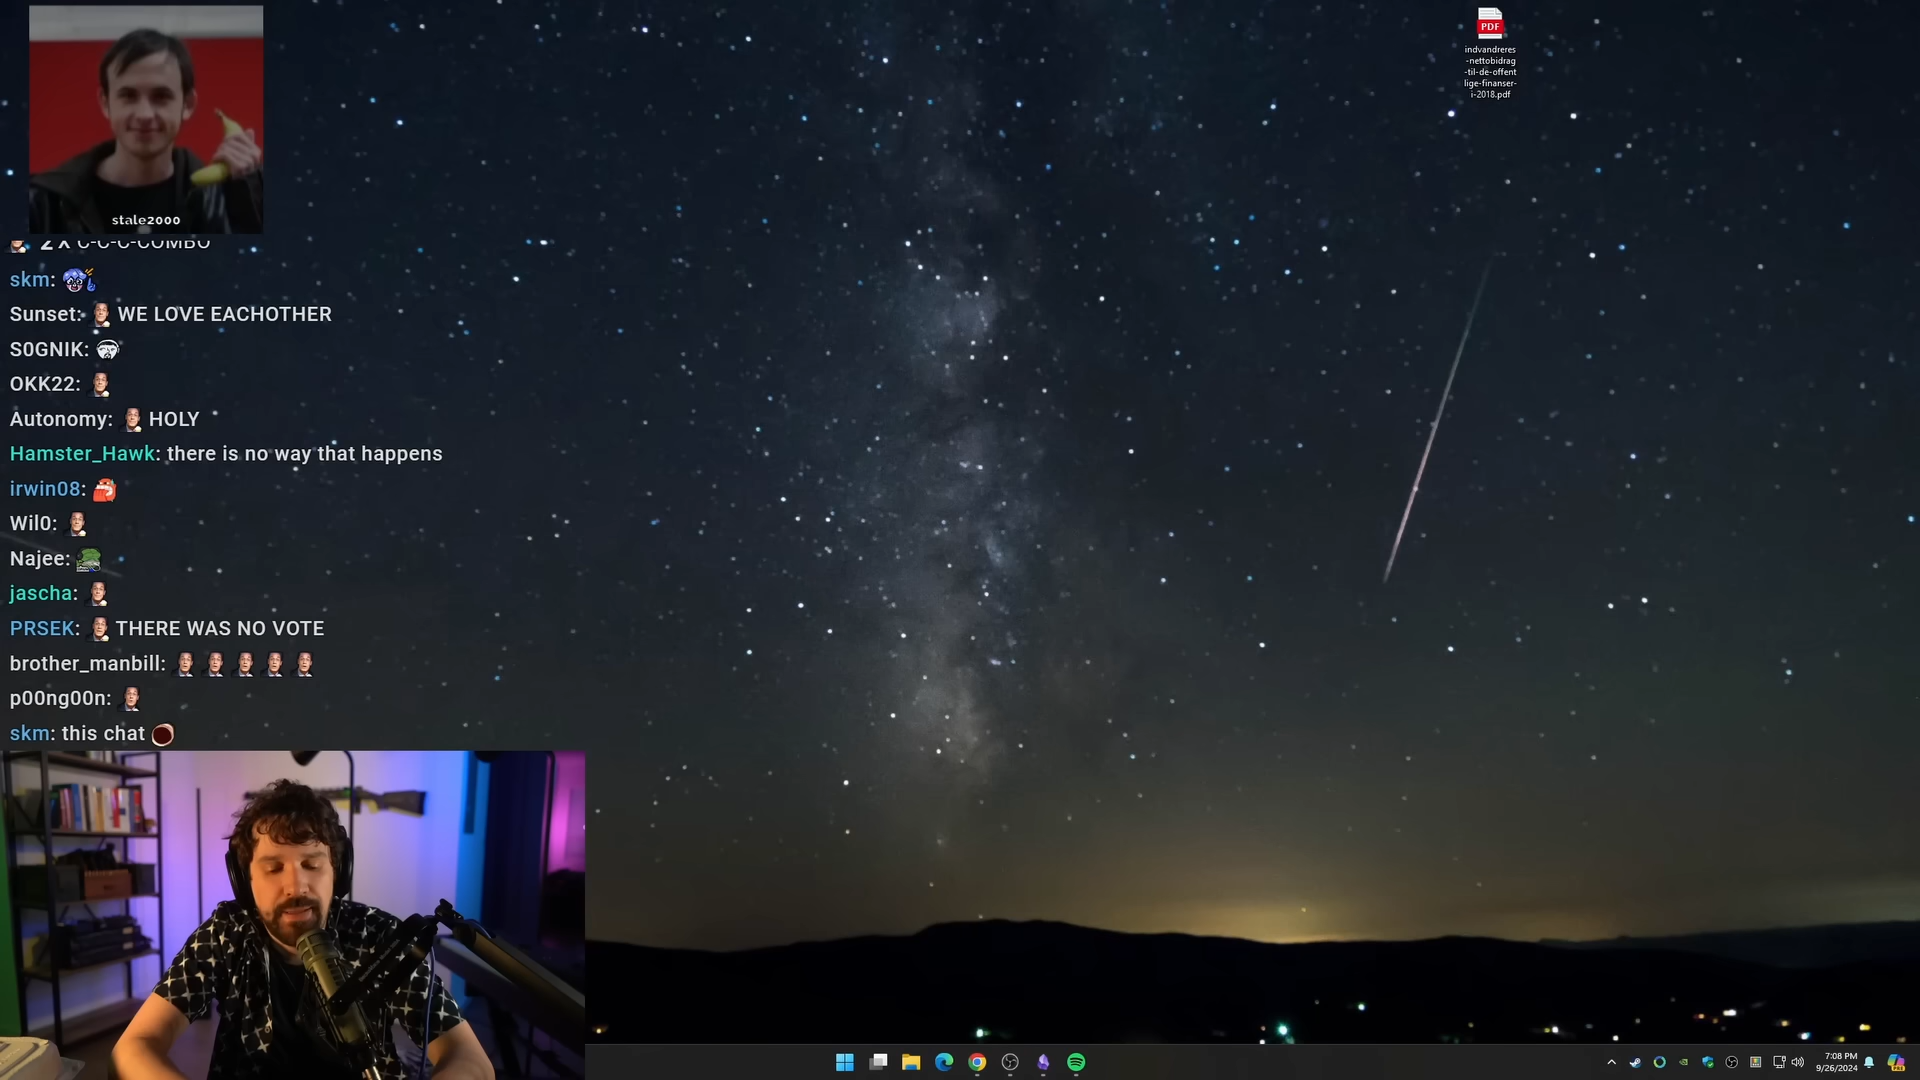 stale2000
2 X C-C-C-COMBO
skm:
Sunset: WE LOVE EACHOTHER
S0GNIK:
OKK22:
Autonomy: HOLY
Hamster_Hawk: there is no way that happens
irwin08:
Wil0:
Najee:
jascha:
PRSEK: THERE WAS NO VOTE
brother_manbill:
p00ng00n:
skm: this chat
PDF
indvandreres
-nettobidrag
-til-de-offent
lige-finanser-
i-2018.pdf
7:08 PM
9/26/2024